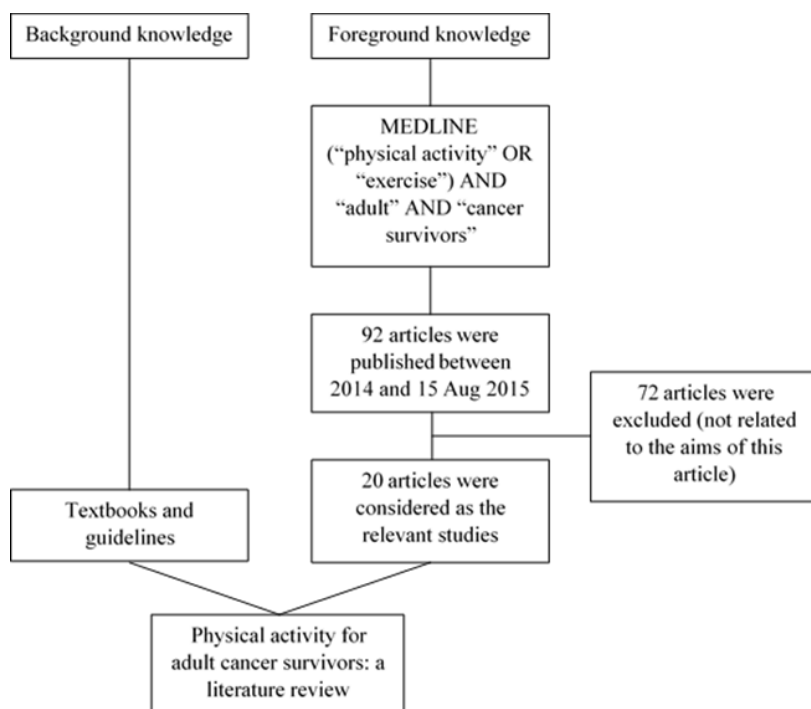 Background knowledge
Foreground knowledge
MEDLINE
(“physical activity” OR
“exercise”) AND
“adult” AND “cancer
survivors”
92 articles were
published between
2014 and 15 Aug 2015
72 articles were
excluded (not related
to the aims of this
article)
Textbooks and
guidelines
20 articles were
considered as the
relevant studies
Physical activity for
adult cancer survivors: a
literature review